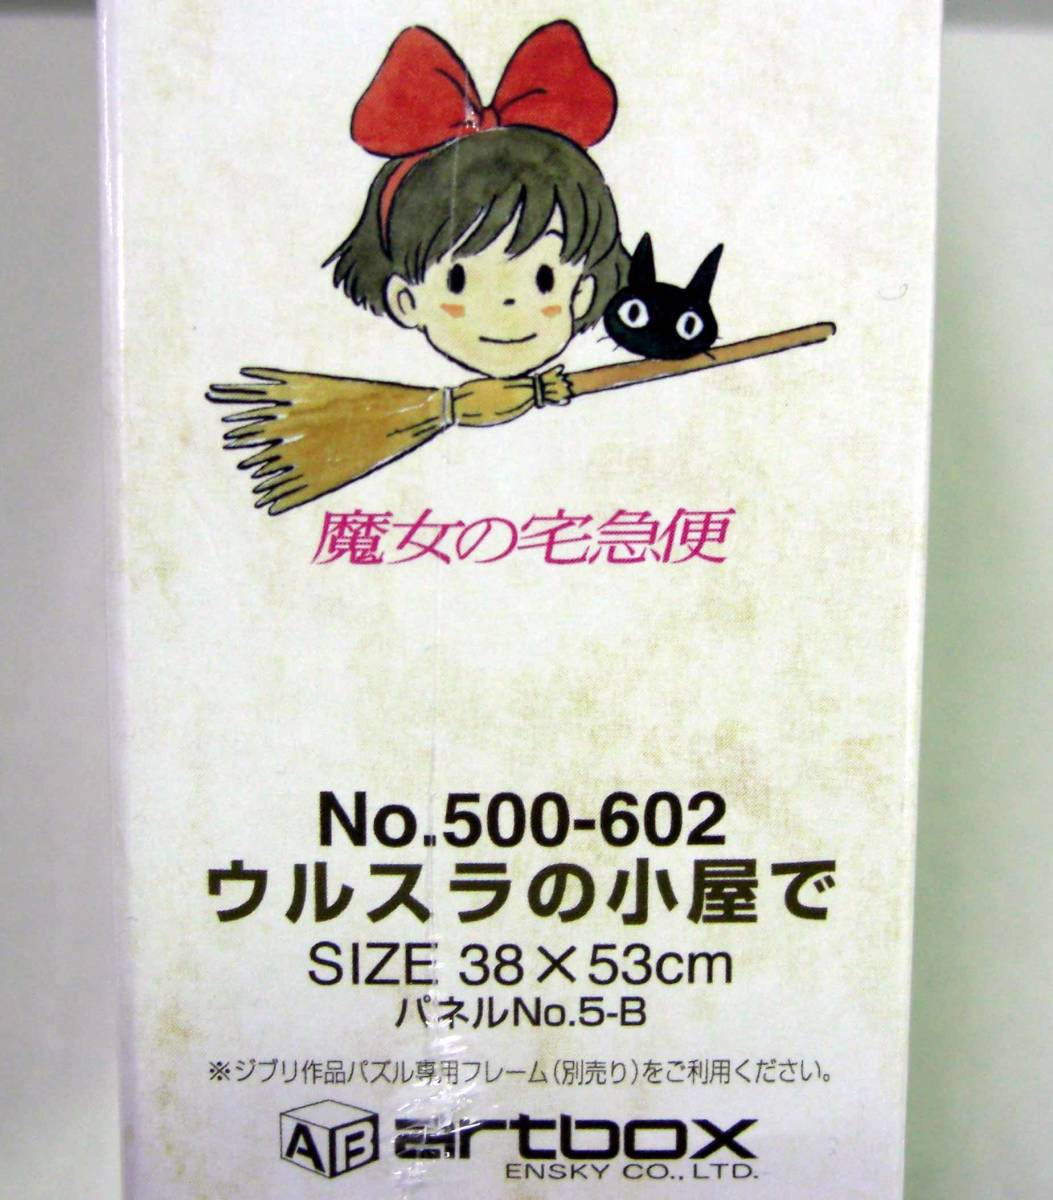 魔女の宅急便
No.500-602
ウルスラの小屋で
SIZE 38×53cm
パネルNo.5-B
※ジブリ作品パズル専用フレーム(別売り)をご利用ください。
AB artbox
ENSKY CO., LTD.